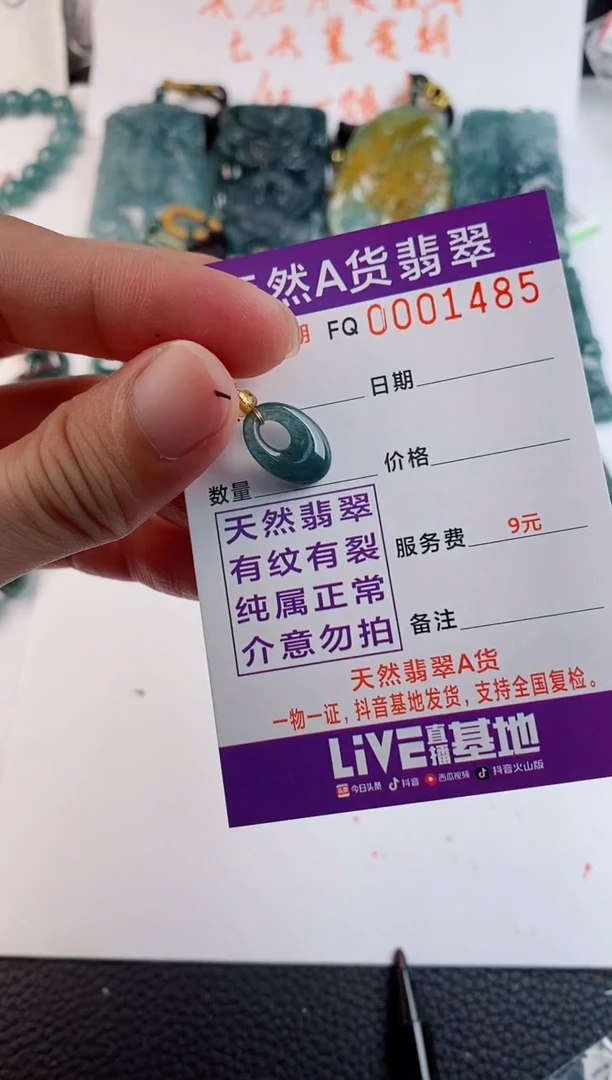 然A货翡翠
期 FQ 0001485
日期
数量
价格
天然翡翠
有纹有裂
纯属正常
介意勿拍
服务费 9元
备注
天然翡翠A货
一物一证，抖音基地发货，支持全国复检。
LiVE直播基地
头条 今日头条 抖音 西瓜视频 抖音火山版